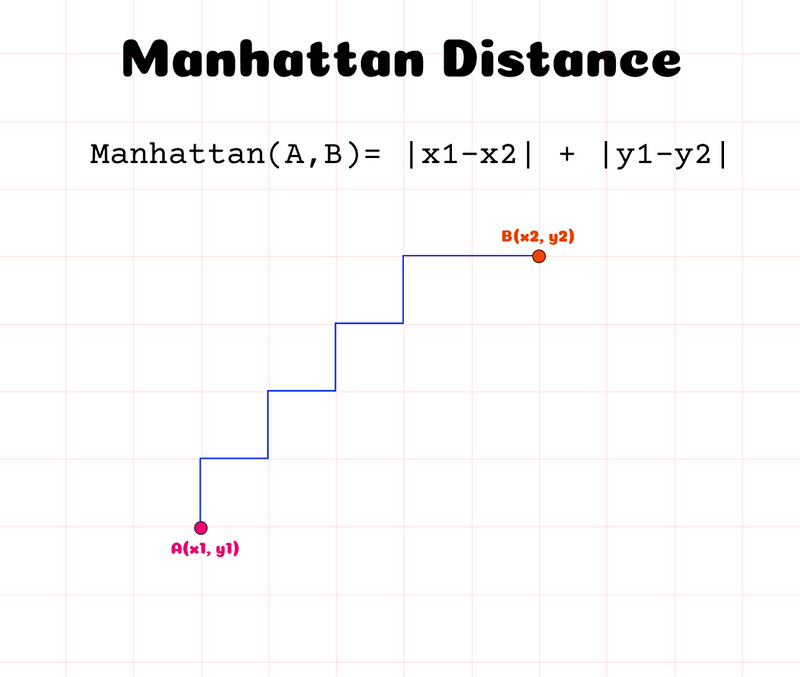 Manhattan Distance
Manhattan(A,B)= |x1-x2| + |y1-y2|
B(x2, y2)
A(x1, y1)